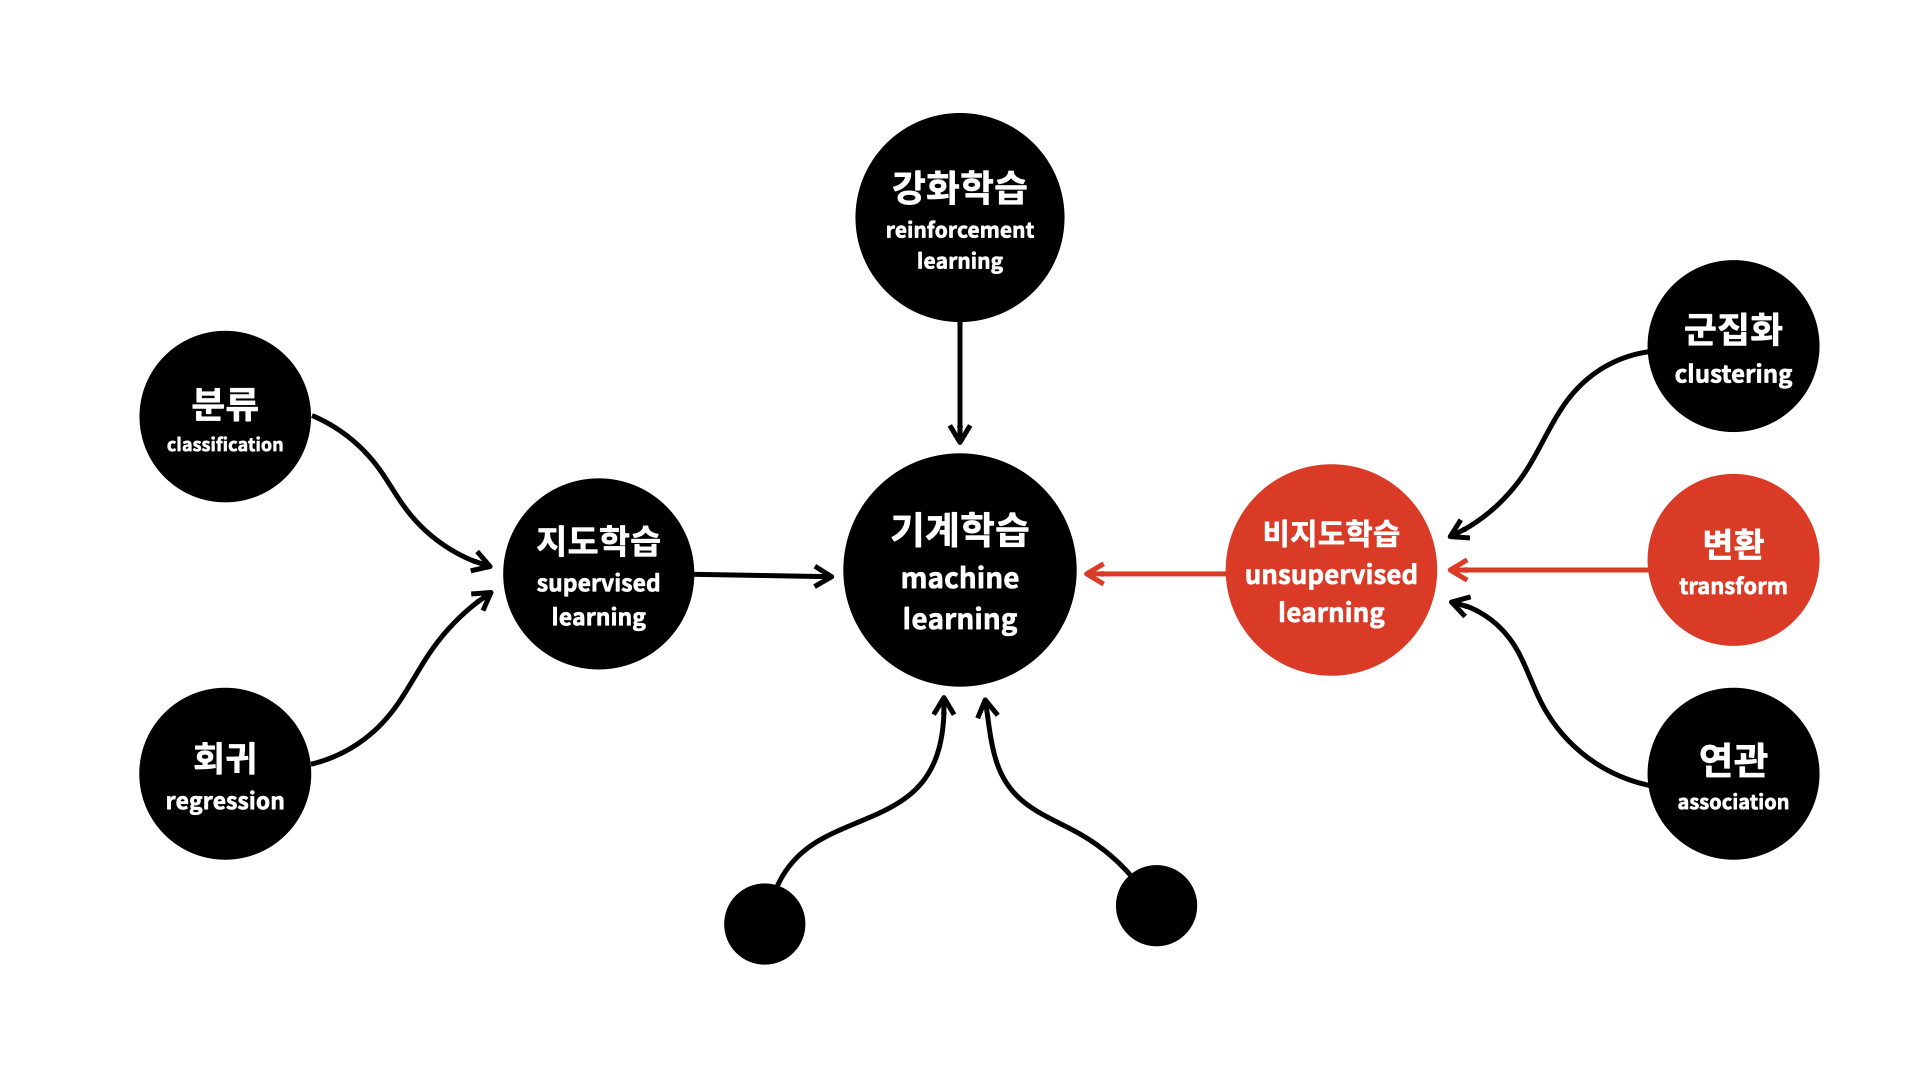 강화학습
reinforcement
learning
분류
classification
회귀
regression
지도학습
supervised
learning
기계학습
machine
learning
비지도학습
unsupervised
learning
군집화
clustering
변환
transform
연관
association